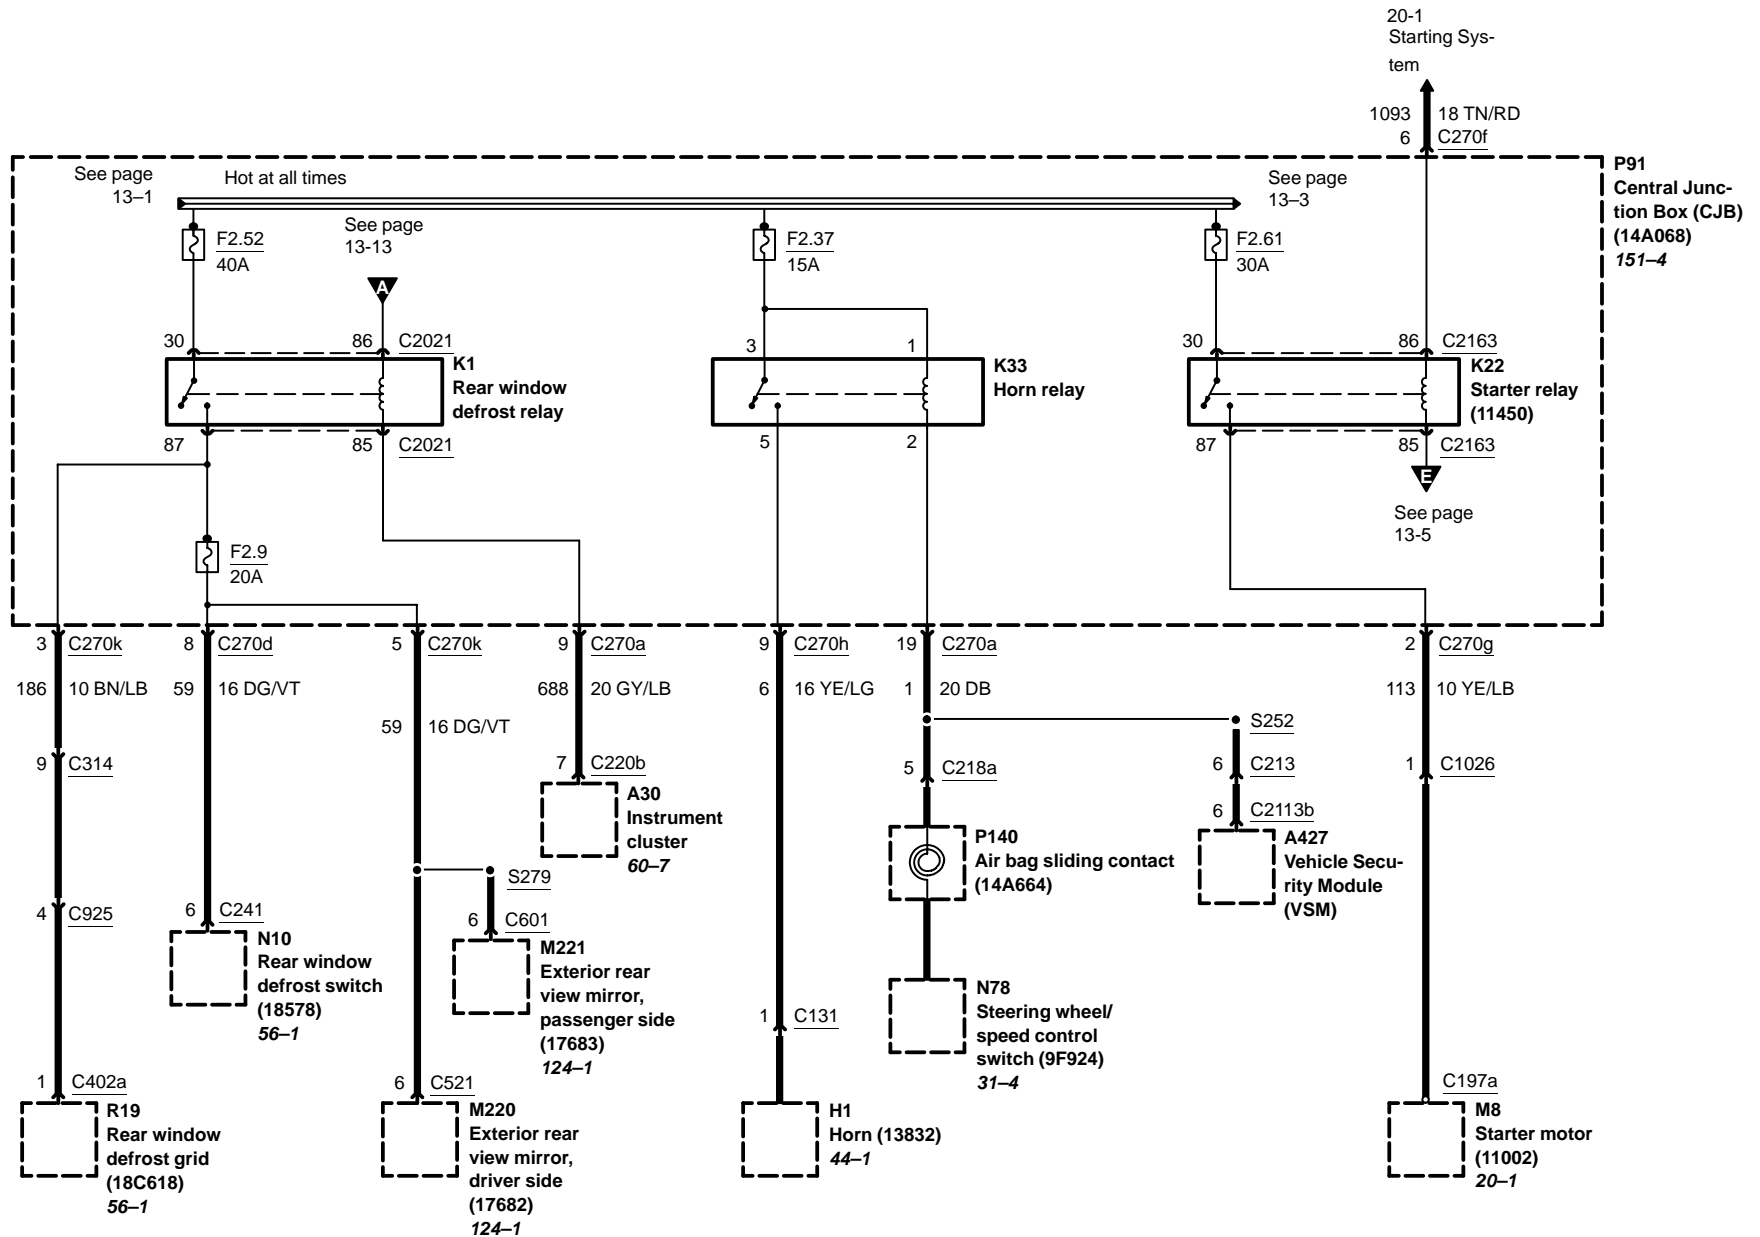 20-1
Starting Sys-
tem
1093 18 TN/RD
6 C270f
P91
Central Junc-
tion Box (CJB)
(14A068)
151–4
See page
13–1
Hot at all times
See page
13–3
See page
13-13
F2.52
40A
F2.37
15A
F2.61
30A
A
30 86 C2021
3 1
30 86 C2163
K1
Rear window
defrost relay
K33
Horn relay
K22
Starter relay
(11450)
87 85 C2021
5 2
87 85 C2163
E
See page
13-5
F2.9
20A
3 C270k
8 C270d
5 C270k
9 C270a
9 C270h
19 C270a
2 C270g
186 10 BN/LB
59 16 DG/VT
688 20 GY/LB
6 16 YE/LG
1 20 DB
113 10 YE/LB
59 16 DG/VT
S252
9 C314
7 C220b
5 C218a
6 C213
1 C1026
A30
Instrument
cluster
60–7
6 C2113b
P140
Air bag sliding contact
(14A664)
A427
Vehicle Secu-
rity Module
(VSM)
S279
4 C925
6 C241
6 C601
N10
Rear window
defrost switch
(18578)
56–1
M221
Exterior rear
view mirror,
passenger side
(17683)
124–1
N78
Steering wheel/
speed control
switch (9F924)
31–4
1 C131
1 C402a
6 C521
C197a
R19
Rear window
defrost grid
(18C618)
56–1
M220
Exterior rear
view mirror,
driver side
(17682)
124–1
H1
Horn (13832)
44–1
M8
Starter motor
(11002)
20–1